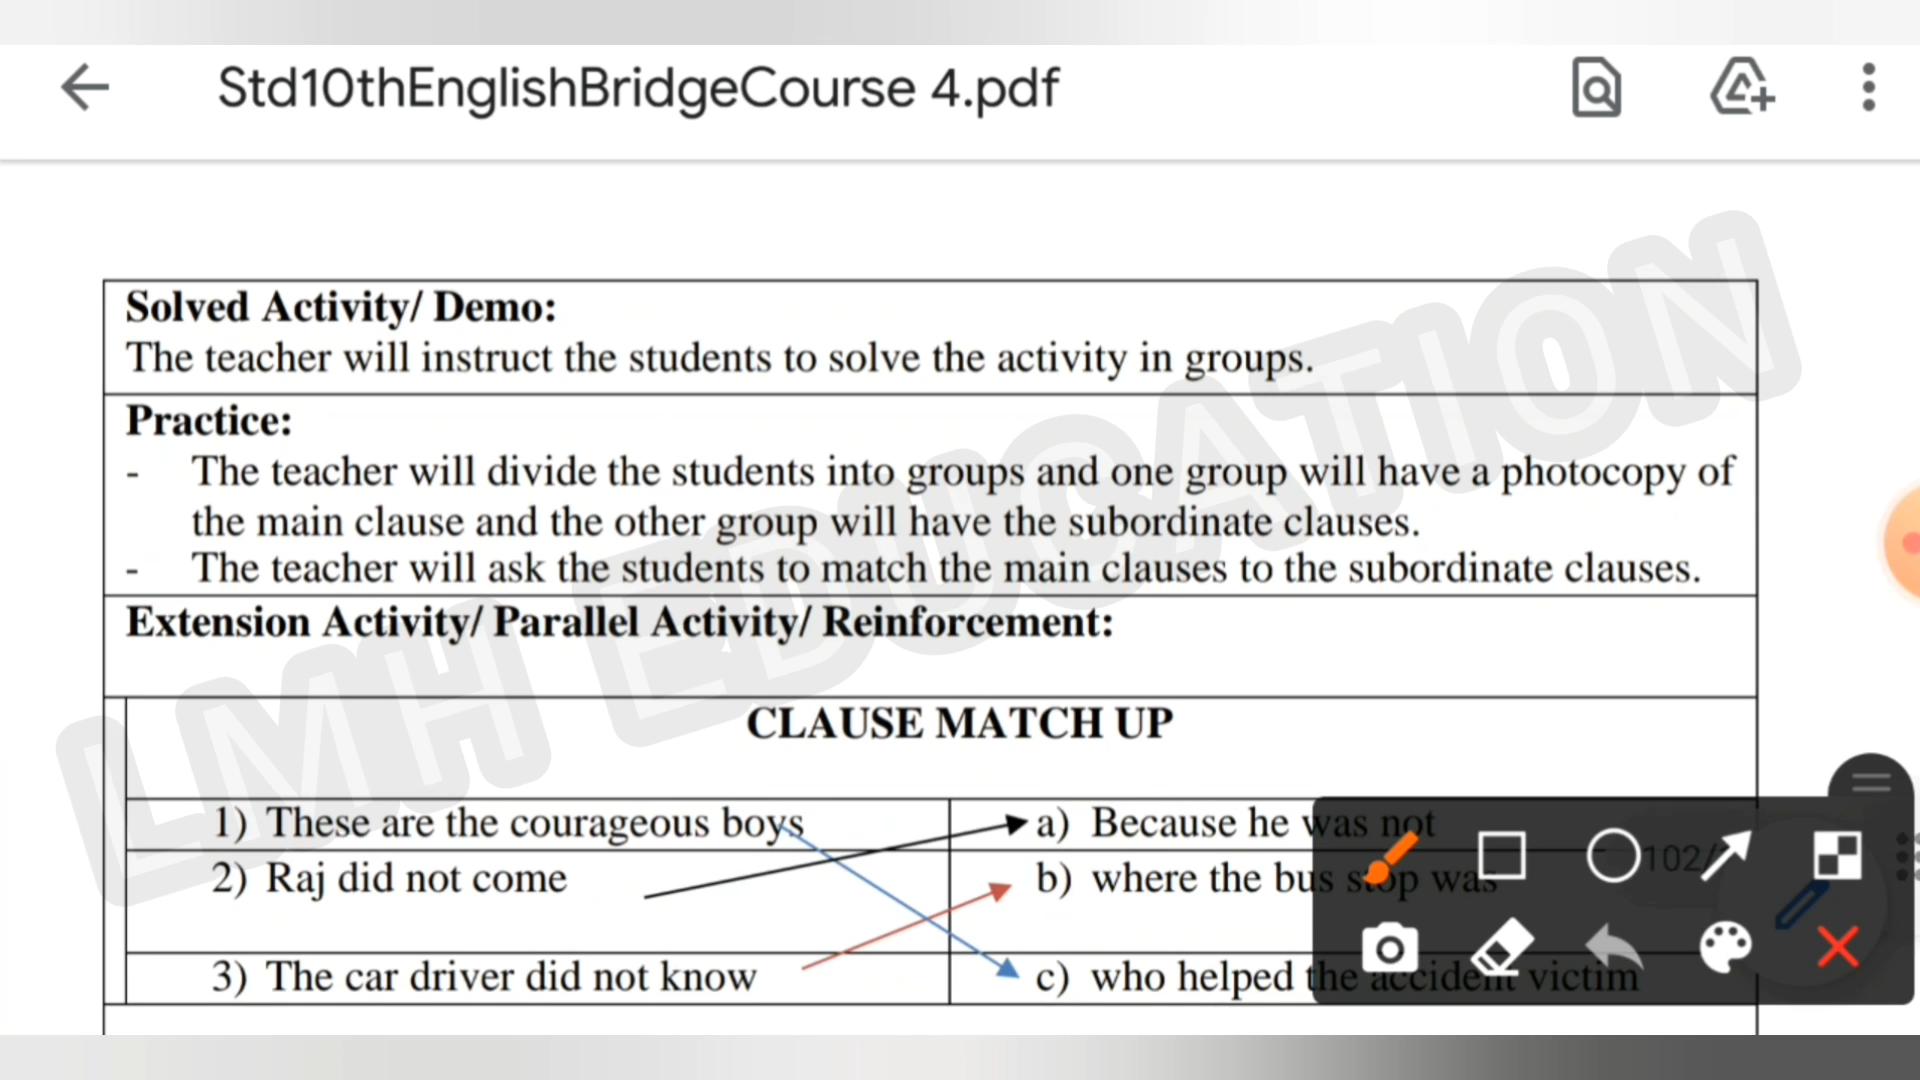 Std10thEnglishBridgeCourse 4.pdf
Solved Activity/ Demo:
The teacher will instruct the students to solve the activity in groups.
Practice:
- The teacher will divide the students into groups and one group will have a photocopy of
the main clause and the other group will have the subordinate clauses.
- The teacher will ask the students to match the main clauses to the subordinate clauses.
Extension Activity/ Parallel Activity/ Reinforcement:
LMH EDUCATION
CLAUSE MATCH UP
1) These are the courageous boys
a) Because he was not
2) Raj did not come
b) where the bus stop was
102/
3) The car driver did not know
c) who helped the accident victim